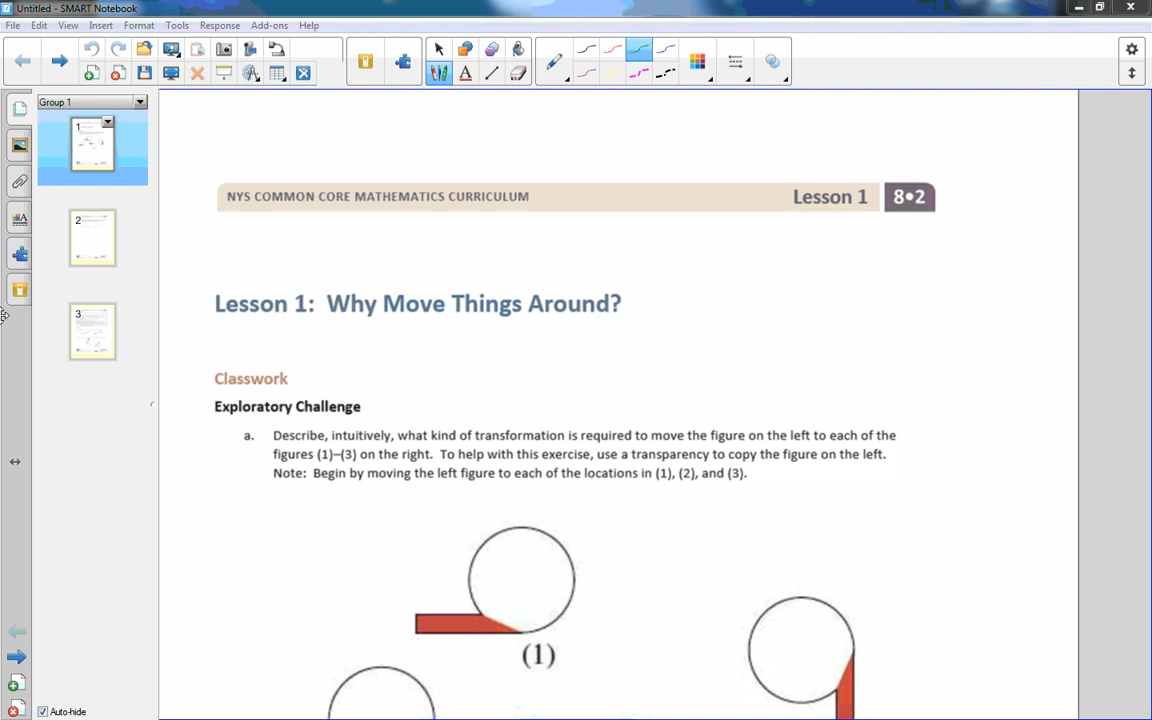 Untitled - SMART Notebook
File Edit View Insert Format Tools Response Add-ons Help
Group 1
1
2
3
Auto-hide
NYS COMMON CORE MATHEMATICS CURRICULUM Lesson 1 8•2
Lesson 1: Why Move Things Around?
Classwork
Exploratory Challenge
a. Describe, intuitively, what kind of transformation is required to move the figure on the left to each of the
figures (1)–(3) on the right. To help with this exercise, use a transparency to copy the figure on the left.
Note: Begin by moving the left figure to each of the locations in (1), (2), and (3).
(1)